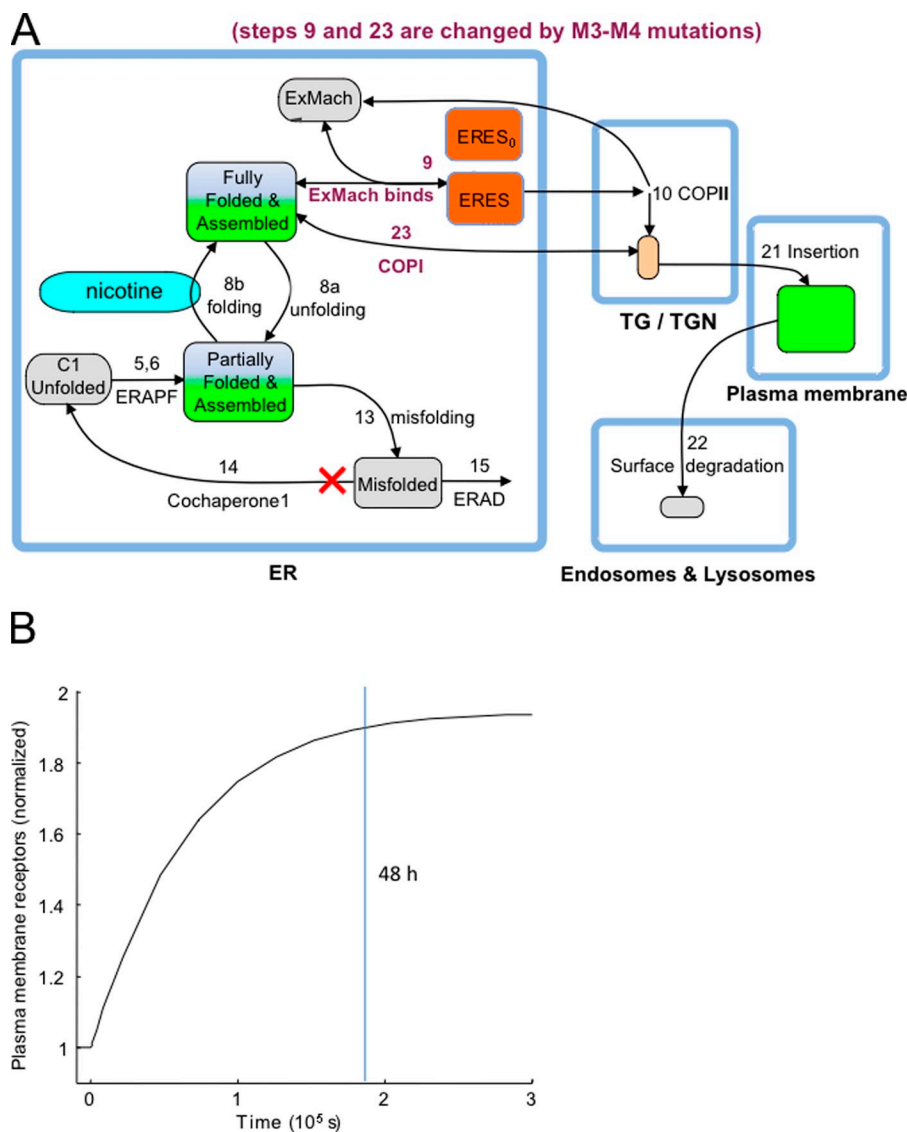 A
(steps 9 and 23 are changed by M3-M4 mutations)
ExMach
ERES0
9
Fully
Folded &
Assembled
ExMach binds
ERES
10 COPII
23
COPI
21 Insertion
nicotine
8b
folding
8a
unfolding
TG / TGN
C1
Unfolded
5,6
ERAPF
Partially
Folded &
Assembled
Plasma membrane
13 misfolding
14
Cochaperone1
Misfolded
15
ERAD
22
Surface degradation
ER
Endosomes & Lysosomes
B
Plasma membrane receptors (normalized)
2
1.8
1.6
1.4
1.2
1
48 h
0
1
2
3
Time (10⁵ s)